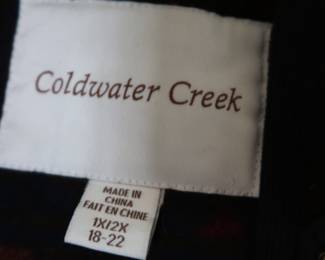 Coldwater Creek
MADE IN
CHINA
FAIT EN CHINE
1X/2X
18-22